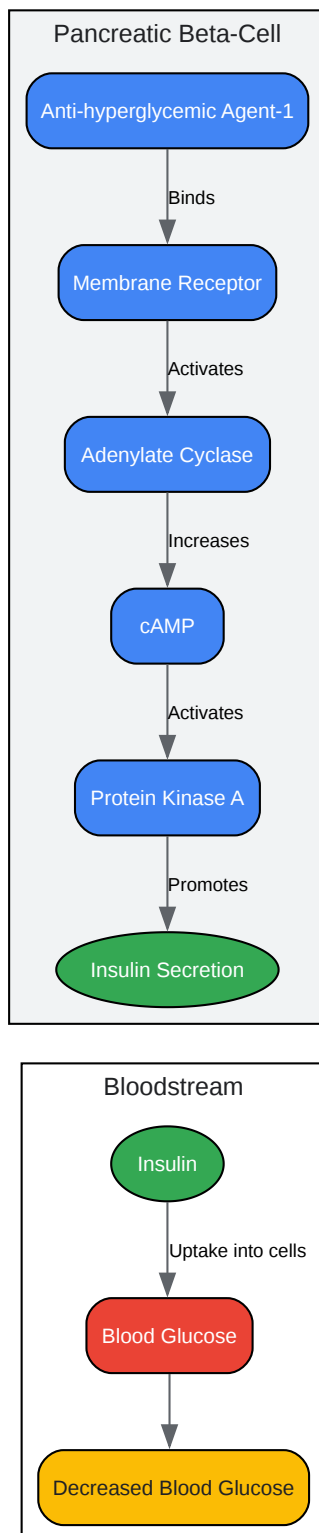 Pancreatic Beta-Cell
Anti-hyperglycemic Agent-1
Binds
Membrane Receptor
Activates
Adenylate Cyclase
Increases
cAMP
Activates
Protein Kinase A
Promotes
Insulin Secretion
Bloodstream
Insulin
Uptake into cells
Blood Glucose
Decreased Blood Glucose